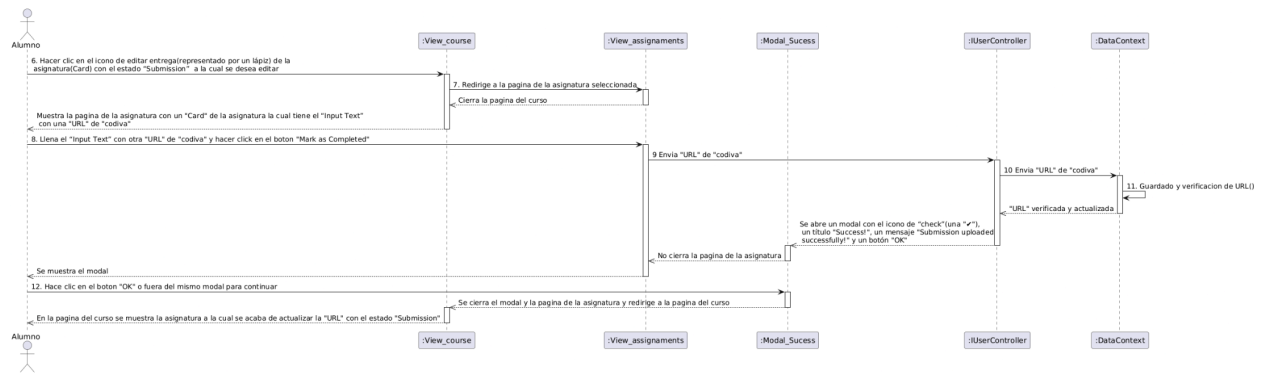 Alumno
:View_course
:View_assignaments
:Modal_Sucess
:IUserController
:DataContext
6. Hacer clic en el icono de editar entrega(representado por un lápiz) de la
asignatura(Card) con el estado "Submission" a la cual se desea editar
7. Redirige a la pagina de la asignatura seleccionada
Cierra la pagina del curso
Muestra la pagina de la asignatura con un "Card" de la asignatura la cual tiene el "Input Text"
con una "URL" de "codiva"
8. Llena el "Input Text" con otra "URL" de "codiva" y hacer click en el boton "Mark as Completed"
9 Envia "URL" de "codiva"
10 Envia "URL" de "codiva"
11. Guardado y verificacion de URL()
"URL" verificada y actualizada
Se abre un modal con el icono de "check"(una "✔"),
un título "Success!", un mensaje "Submission uploaded
successfully!" y un botón "OK"
No cierra la pagina de la asignatura
Se muestra el modal
12. Hace clic en el boton "OK" o fuera del mismo modal para continuar
Se cierra el modal y la pagina de la asignatura y redirige a la pagina del curso
En la pagina del curso se muestra la asignatura a la cual se acaba de actualizar la "URL" con el estado "Submission"
Alumno
:View_course
:View_assignaments
:Modal_Sucess
:IUserController
:DataContext